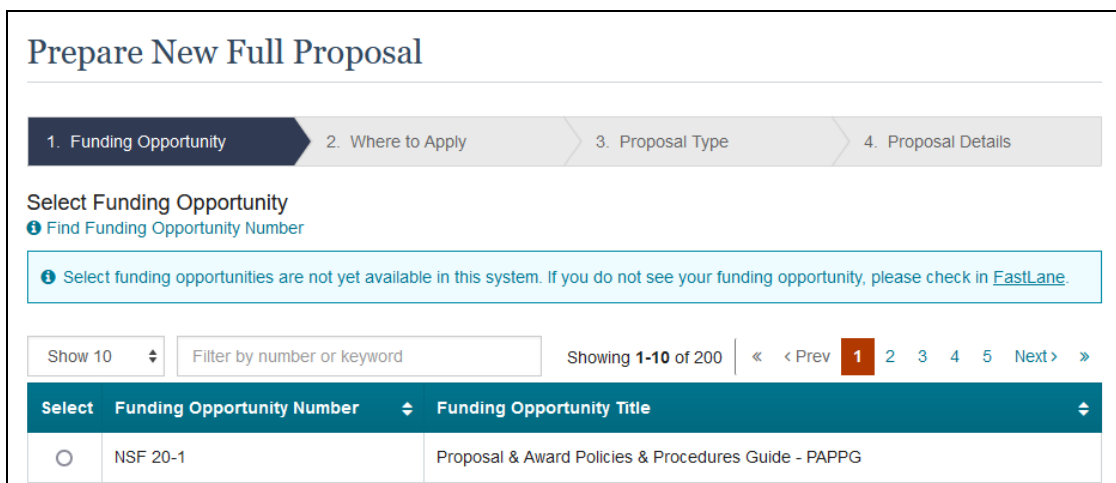 Prepare New Full Proposal
1. Funding Opportunity 2. Where to Apply 3. Proposal Type 4. Proposal Details
Select Funding Opportunity
Find Funding Opportunity Number
Select funding opportunities are not yet available in this system. If you do not see your funding opportunity, please check in FastLane.
Show 10 Filter by number or keyword Showing 1-10 of 200 « < Prev 1 2 3 4 5 Next > »
Select Funding Opportunity Number Funding Opportunity Title
NSF 20-1 Proposal & Award Policies & Procedures Guide - PAPPG